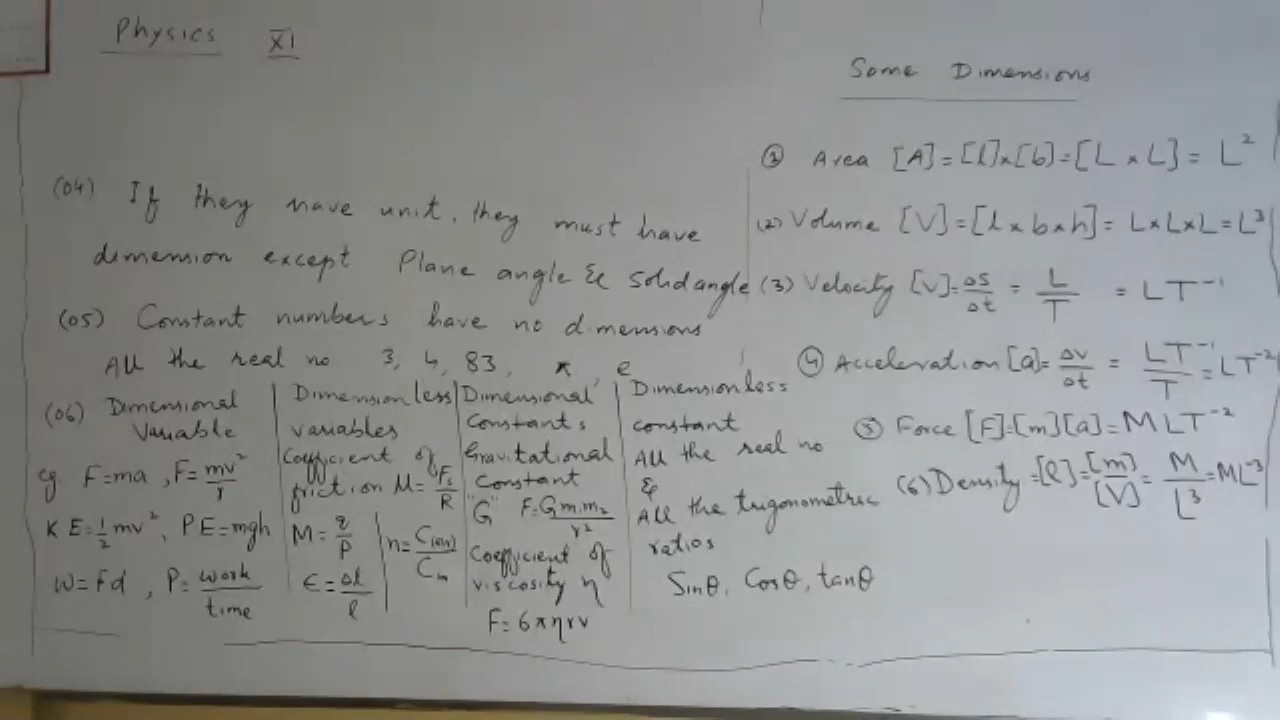 Physics XI
(04) If they have unit, they must have
dimension except Plane angle & solid angle
(05) Constant numbers have no dimensions
All the real no 3, 4, 83, π, e
(06) Dimensional
Variable
eg F=ma, F=mv²/r
KE=½mv², PE=mgh
W=Fd, P=work/time
Dimensionless
variables
Coefficient of
friction μ=Fs/R
M=q/p
n=C(air)/Cm
ϵ=Δl/l
Dimensional
Constants
Gravitational
Constant
"G" F=Gm₁m₂/r²
Coefficient of
viscosity η
F=6πηrv
Dimensionless
constant
All the real no
&
All the trigonometric
ratios
Sinθ, Cosθ, tanθ
Some Dimensions
① Area [A]=[l]×[b]=[L×L]=L²
(2) Volume [V]=[l×b×h]=L×L×L=L³
(3) Velocity [V]=Δs/Δt=L/T=LT⁻¹
④ Acceleration [a]=Δv/Δt=LT⁻¹/T=LT⁻²
⑤ Force [F]=[m][a]=MLT⁻²
(6) Density=[ρ]=[m]/[V]=M/L³=ML⁻³